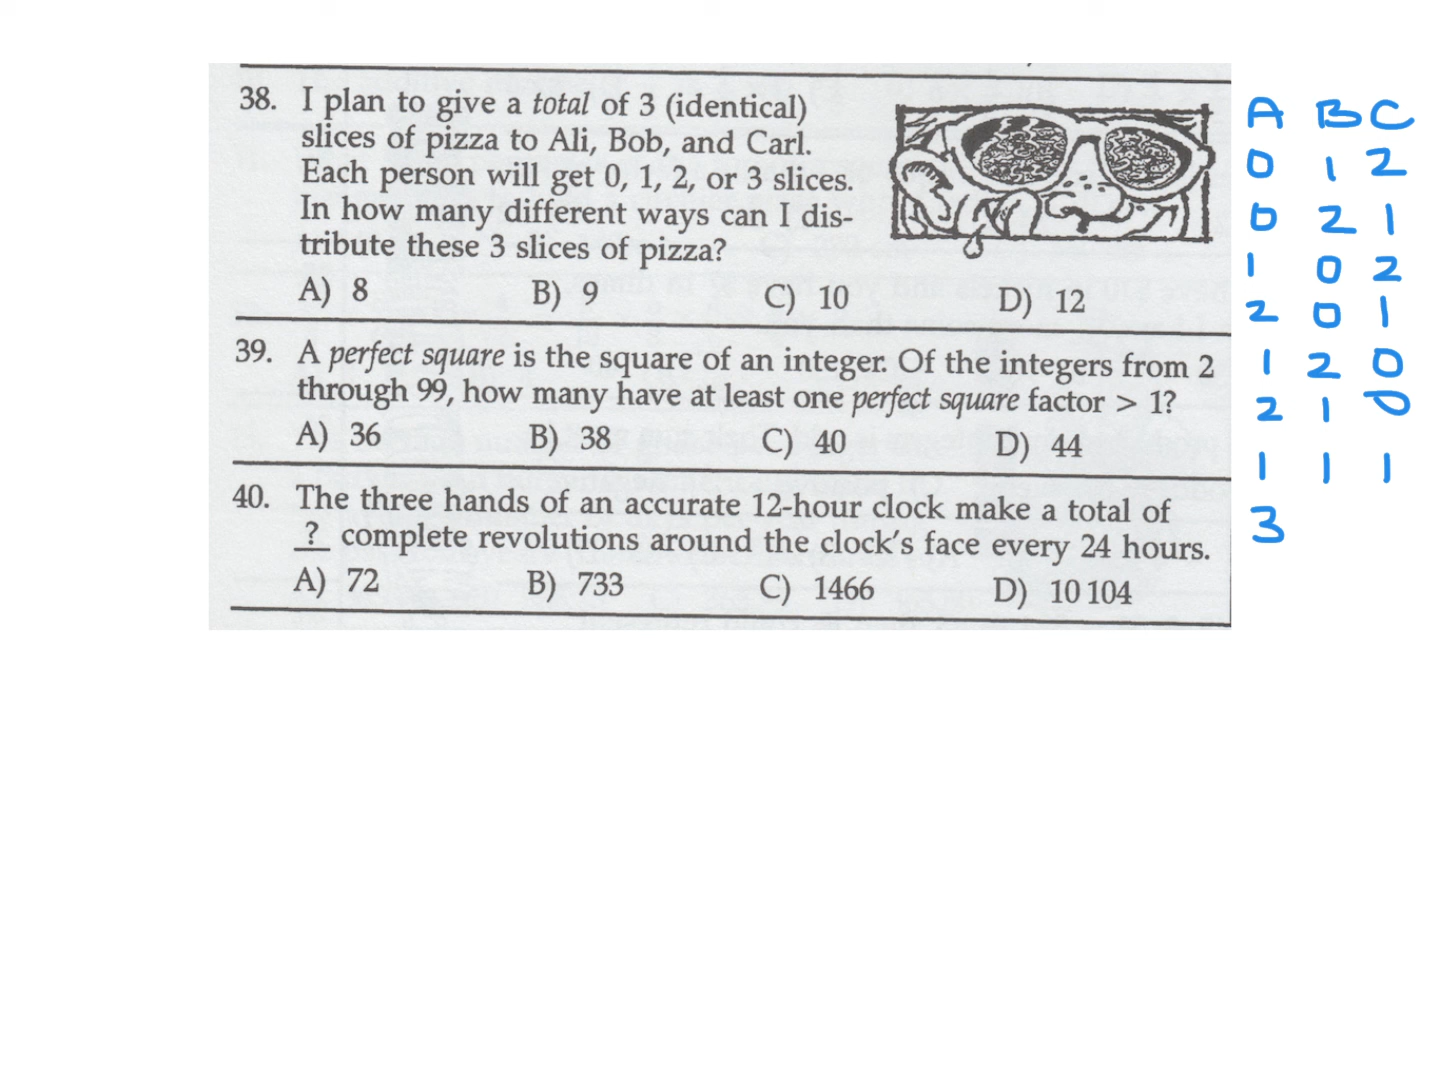 38. I plan to give a total of 3 (identical)
slices of pizza to Ali, Bob, and Carl.
Each person will get 0, 1, 2, or 3 slices.
In how many different ways can I dis-
tribute these 3 slices of pizza?
A) 8 B) 9 C) 10 D) 12
39. A perfect square is the square of an integer. Of the integers from 2
through 99, how many have at least one perfect square factor > 1?
A) 36 B) 38 C) 40 D) 44
40. The three hands of an accurate 12-hour clock make a total of
? complete revolutions around the clock's face every 24 hours.
A) 72 B) 733 C) 1466 D) 10 104
A B C
0 1 2
0 2 1
1 0 2
2 0 1
1 2 0
2 1 0
1 1 1
3